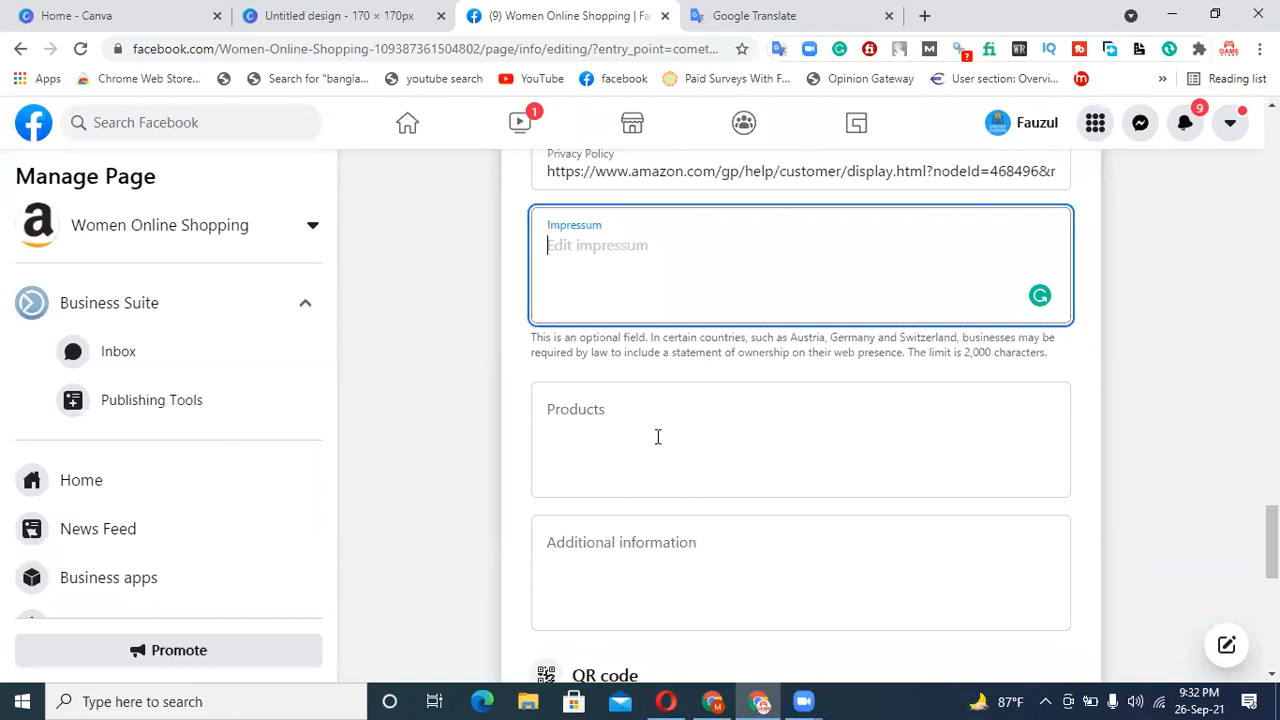 Home - Canva
Untitled design - 170 × 170px
(9) Women Online Shopping | Fa
Google Translate
facebook.com/Women-Online-Shopping-109387361504802/page/info/editing/?entry_point=comet...
Apps
Chrome Web Store...
Search for "bangla...
youtube search
YouTube
facebook
Paid Surveys With F...
Opinion Gateway
User section: Overvi...
»
Reading list
Search Facebook
1
Fauzul
9
Manage Page
Women Online Shopping
Business Suite
Inbox
Publishing Tools
Home
News Feed
Business apps
Promote
Privacy Policy
https://www.amazon.com/gp/help/customer/display.html?nodeId=468496&r
Impressum
Edit impressum
This is an optional field. In certain countries, such as Austria, Germany and Switzerland, businesses may be
required by law to include a statement of ownership on their web presence. The limit is 2,000 characters.
Products
Additional information
QR code
Type here to search
87°F
9:32 PM
26-Sep-21